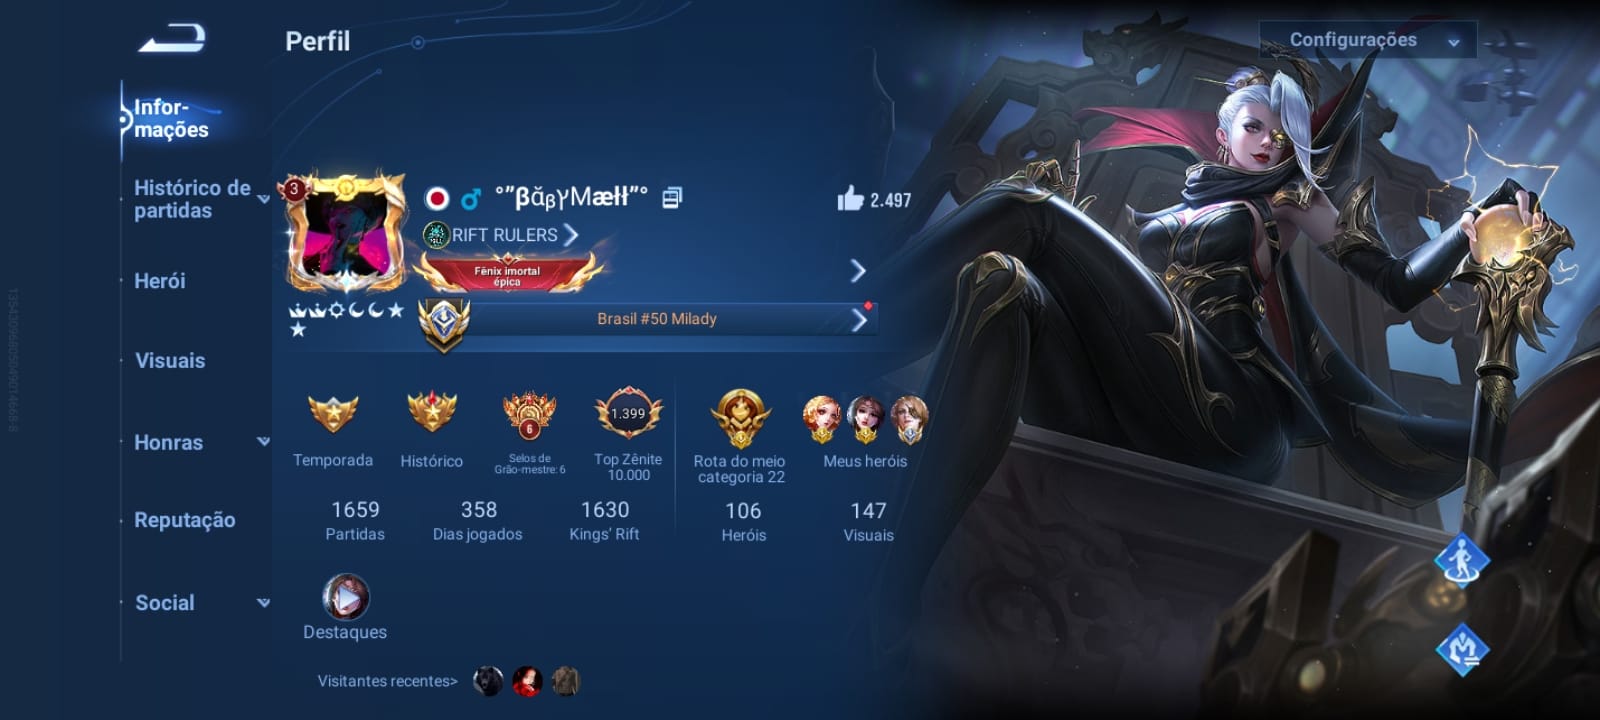 Perfil
Configurações
Infor-
mações
Histórico de
partidas
Herói
Visuais
Honras
Reputação
Social
3
°”βăᵦƴMæłł”°
2.497
RIFT RULERS
Fênix imortal
épica
Brasil #50 Milady
1.399
6
Temporada
Histórico
Selos de
Grão-mestre: 6
Top Zênite
10.000
Rota do meio
categoria 22
Meus heróis
1659
Partidas
358
Dias jogados
1630
Kings’ Rift
106
Heróis
147
Visuais
Destaques
Visitantes recentes>